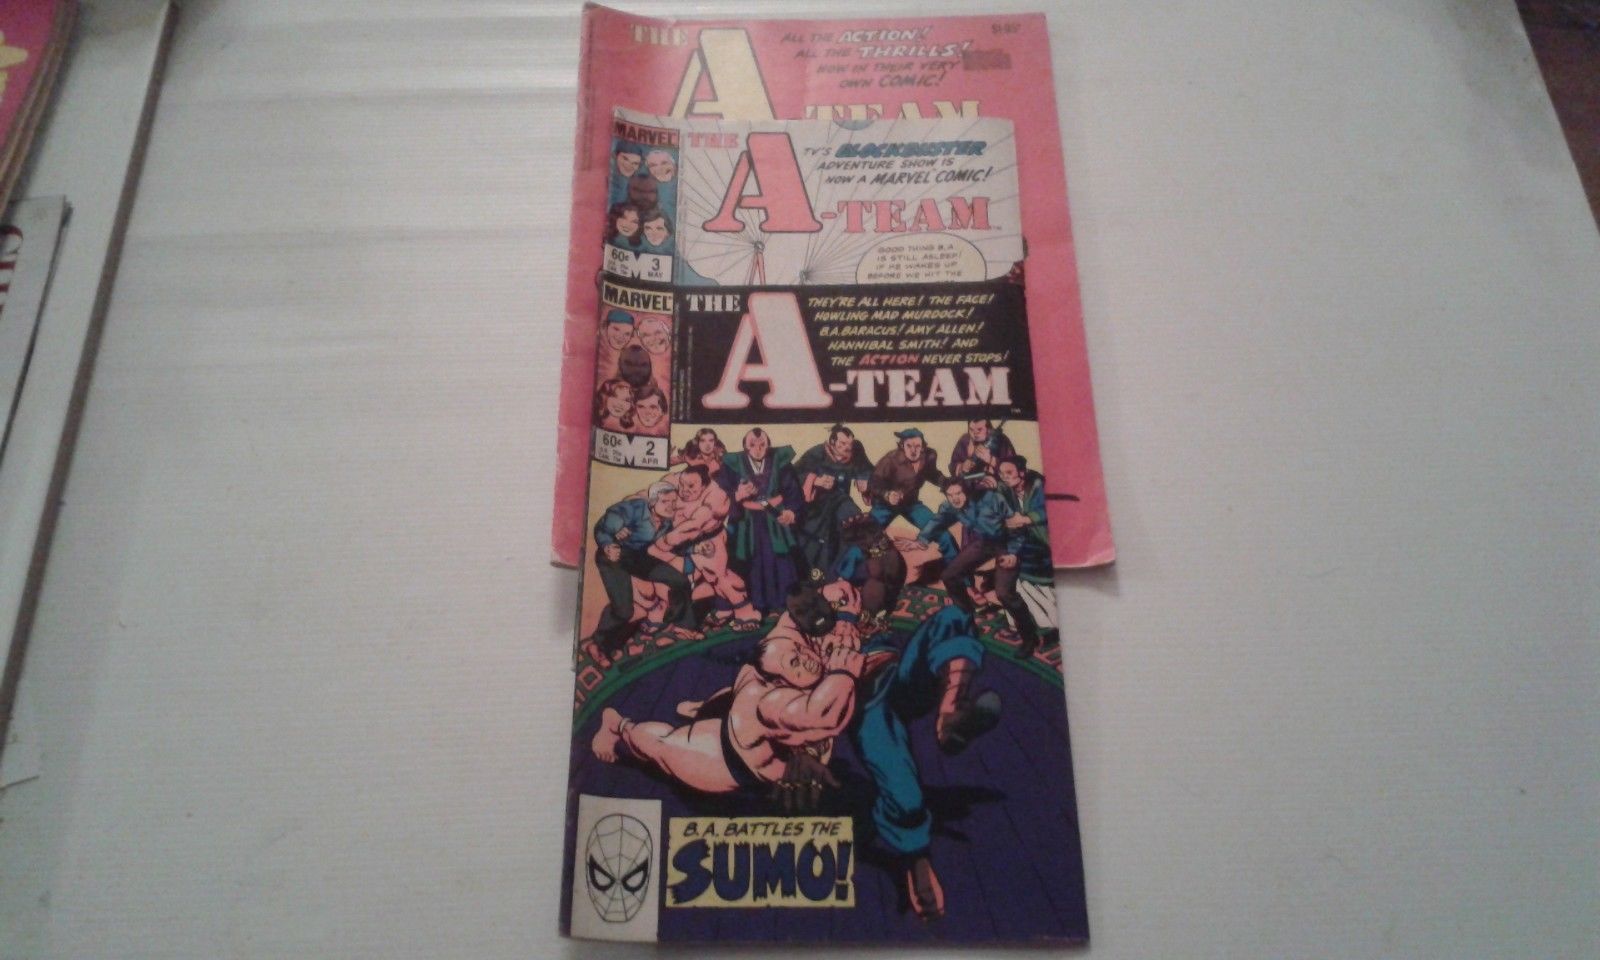 THE
A-TEAM
ALL THE ACTION!
ALL THE THRILLS!
NOW IN THEIR VERY
OWN COMIC!
MARVEL
THE
A-TEAM
TV'S BLOCKBUSTER
ADVENTURE SHOW IS
NOW A MARVEL COMIC!
60¢
3
MAY
GOOD THING B.A.
IS STILL ASLEEP!
IF HE WAKES UP
BEFORE WE HIT THE
MARVEL
THE
A-TEAM
THEY'RE ALL HERE! THE FACE!
HOWLING MAD MURDOCK!
B.A.BARACUS! AMY ALLEN!
HANNIBAL SMITH! AND
THE ACTION NEVER STOPS!
TM
60¢
2
APR
B.A. BATTLES THE
SUMO!